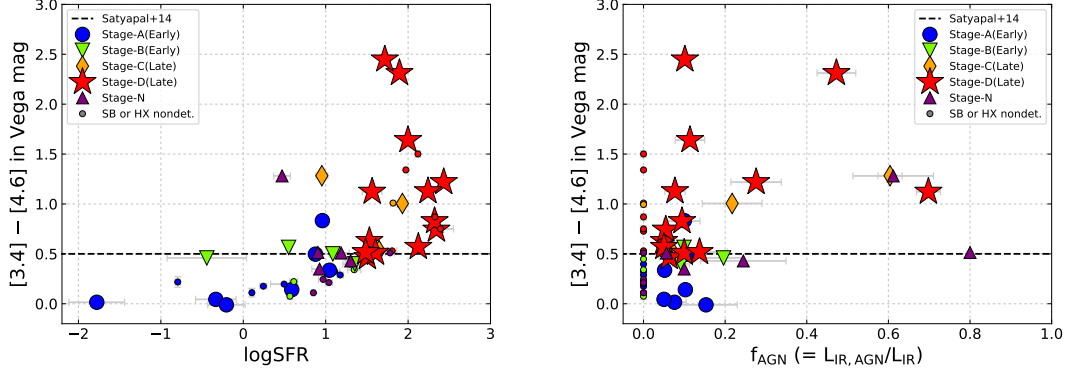 [3.4] − [4.6] in Vega mag
3.0
2.5
2.0
1.5
1.0
0.5
0.0
Satyapal+14
Stage-A(Early)
Stage-B(Early)
Stage-C(Late)
Stage-D(Late)
Stage-N
SB or HX nondet.
−2 −1 0 1 2 3
logSFR
[3.4] − [4.6] in Vega mag
3.0
2.5
2.0
1.5
1.0
0.5
0.0
Satyapal+14
Stage-A(Early)
Stage-B(Early)
Stage-C(Late)
Stage-D(Late)
Stage-N
SB or HX nondet.
0.0 0.2 0.4 0.6 0.8 1.0
fAGN (= LIR, AGN/LIR)